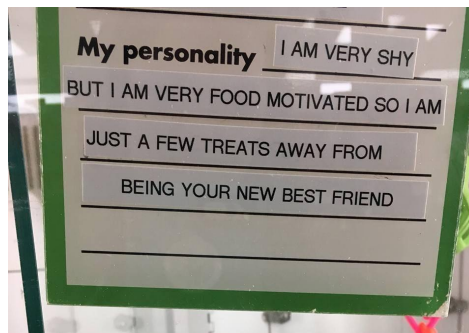 My personality I AM VERY SHY
BUT I AM VERY FOOD MOTIVATED SO I AM
JUST A FEW TREATS AWAY FROM
BEING YOUR NEW BEST FRIEND